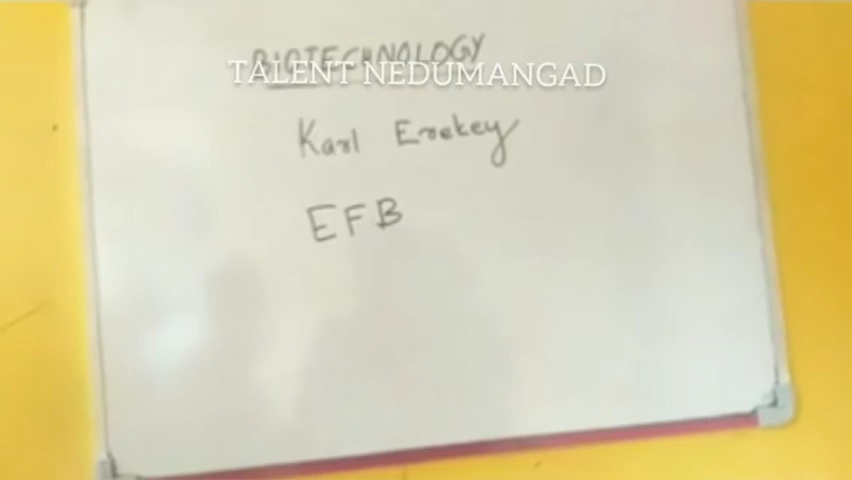 BIOTECHNOLOGY
TALENT NEDUMANGAD
Karl Erekey
EFB